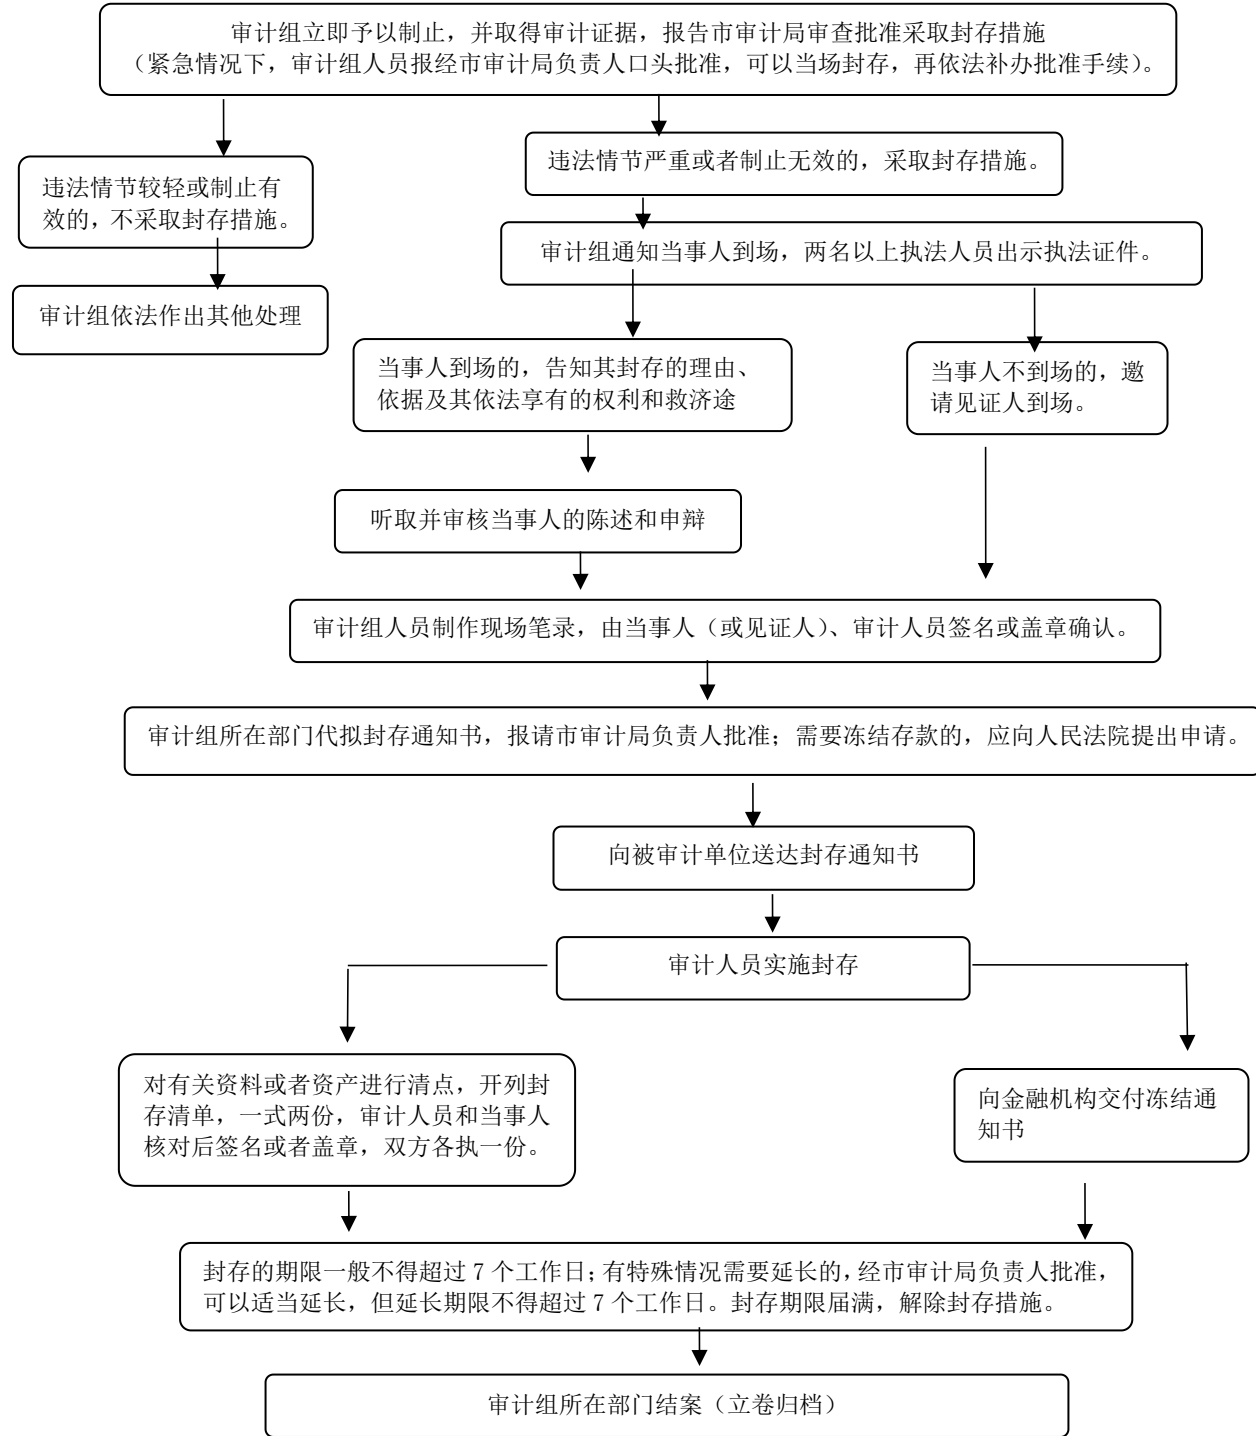 审计组立即予以制止，并取得审计证据，报告市审计局审查批准采取封存措施
（紧急情况下，审计组人员报经市审计局负责人口头批准，可以当场封存，再依法补办批准手续）。
违法情节严重或者制止无效的，采取封存措施。
违法情节较轻或制止有
效的，不采取封存措施。
审计组通知当事人到场，两名以上执法人员出示执法证件。
审计组依法作出其他处理
当事人到场的，告知其封存的理由、
依据及其依法享有的权利和救济途
当事人不到场的，邀
请见证人到场。
听取并审核当事人的陈述和申辩
审计组人员制作现场笔录，由当事人（或见证人）、审计人员签名或盖章确认。
审计组所在部门代拟封存通知书，报请市审计局负责人批准；需要冻结存款的，应向人民法院提出申请。
向被审计单位送达封存通知书
审计人员实施封存
对有关资料或者资产进行清点，开列封
存清单，一式两份，审计人员和当事人
核对后签名或者盖章，双方各执一份。
向金融机构交付冻结通
知书
封存的期限一般不得超过 7 个工作日；有特殊情况需要延长的，经市审计局负责人批准，
可以适当延长，但延长期限不得超过 7 个工作日。封存期限届满，解除封存措施。
审计组所在部门结案（立卷归档）